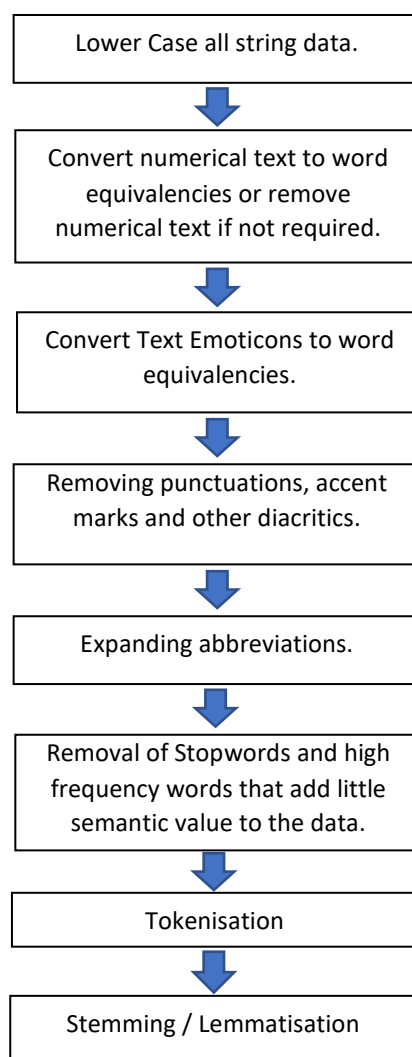 Lower Case all string data.
Convert numerical text to word
equivalencies or remove
numerical text if not required.
Convert Text Emoticons to word
equivalencies.
Removing punctuations, accent
marks and other diacritics.
Expanding abbreviations.
Removal of Stopwords and high
frequency words that add little
semantic value to the data.
Tokenisation
Stemming / Lemmatisation